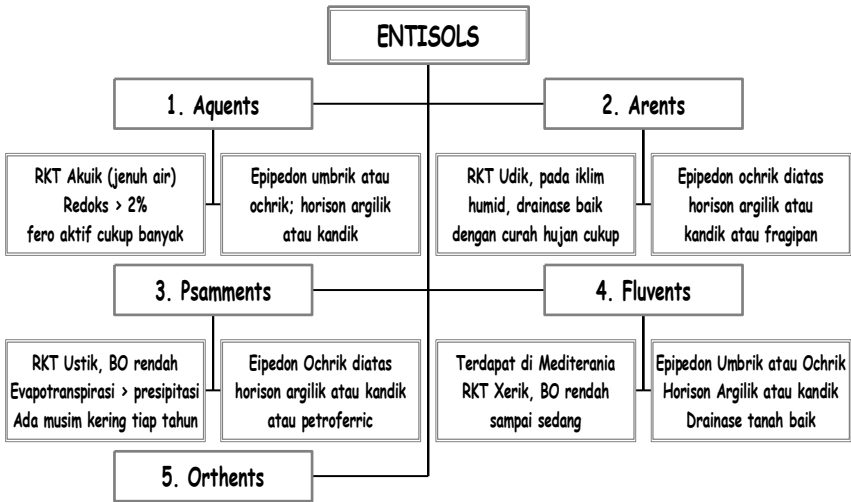 ENTISOLS
1. Aquents
2. Arents
RKT Akuik (jenuh air)
Redoks > 2%
fero aktif cukup banyak
Epipedon umbrik atau
ochrik; horison argilik
atau kandik
RKT Udik, pada iklim
humid, drainase baik
dengan curah hujan cukup
Epipedon ochrik diatas
horison argilik atau
kandik atau fragipan
3. Psamments
4. Fluvents
RKT Ustik, BO rendah
Evapotranspirasi > presipitasi
Ada musim kering tiap tahun
Eipedon Ochrik diatas
horison argilik atau kandik
atau petroferric
Terdapat di Mediterania
RKT Xerik, BO rendah
sampai sedang
Epipedon Umbrik atau Ochrik
Horison Argilik atau kandik
Drainase tanah baik
5. Orthents